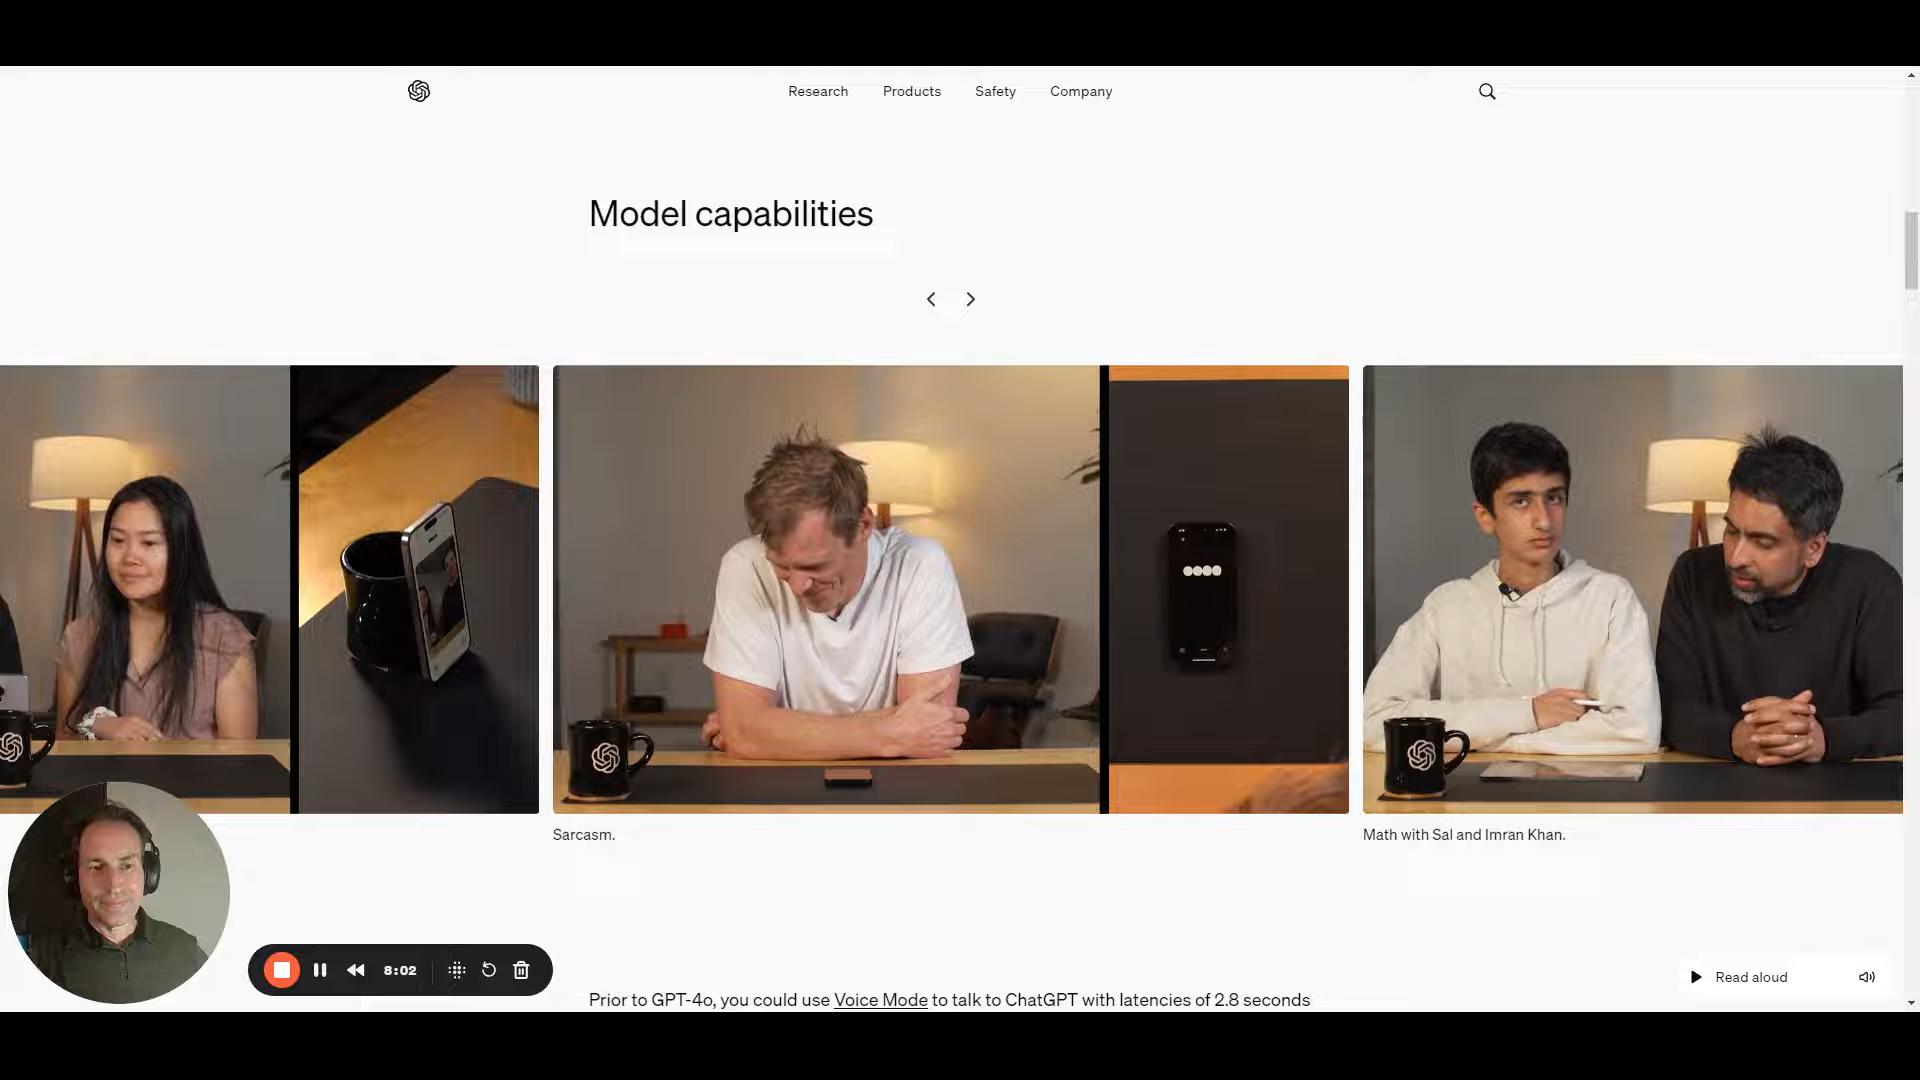 Research Products Safety Company
Model capabilities
Sarcasm.
Math with Sal and Imran Khan.
8:02
Read aloud
Prior to GPT-4o, you could use Voice Mode to talk to ChatGPT with latencies of 2.8 seconds